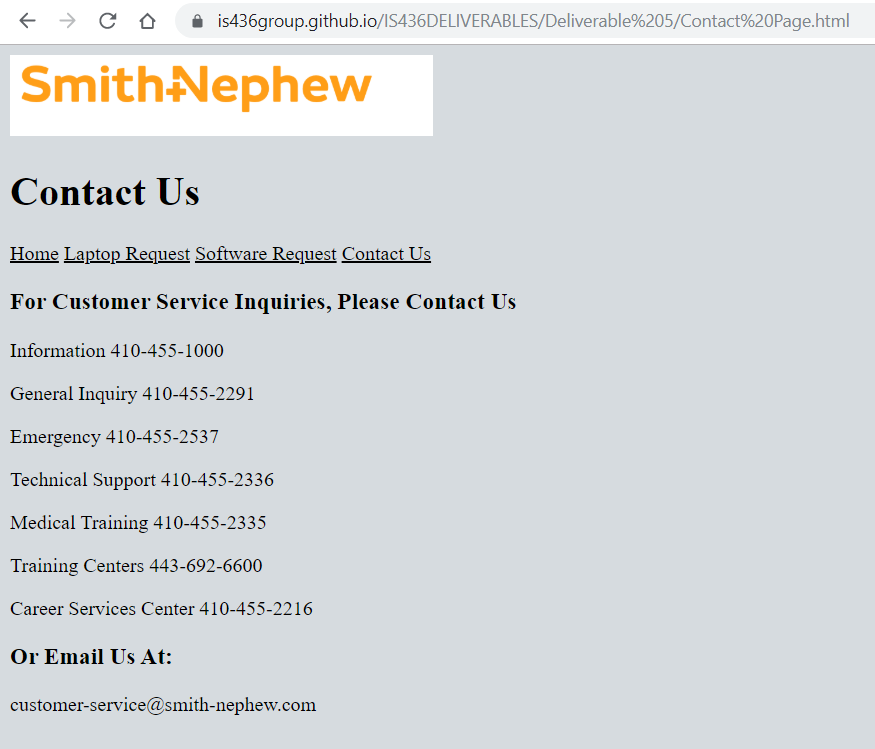 is436group.github.io/IS436DELIVERABLES/Deliverable%205/Contact%20Page.html
Smith+Nephew
Contact Us
Home Laptop Request Software Request Contact Us
For Customer Service Inquiries, Please Contact Us
Information 410-455-1000
General Inquiry 410-455-2291
Emergency 410-455-2537
Technical Support 410-455-2336
Medical Training 410-455-2335
Training Centers 443-692-6600
Career Services Center 410-455-2216
Or Email Us At:
customer-service@smith-nephew.com